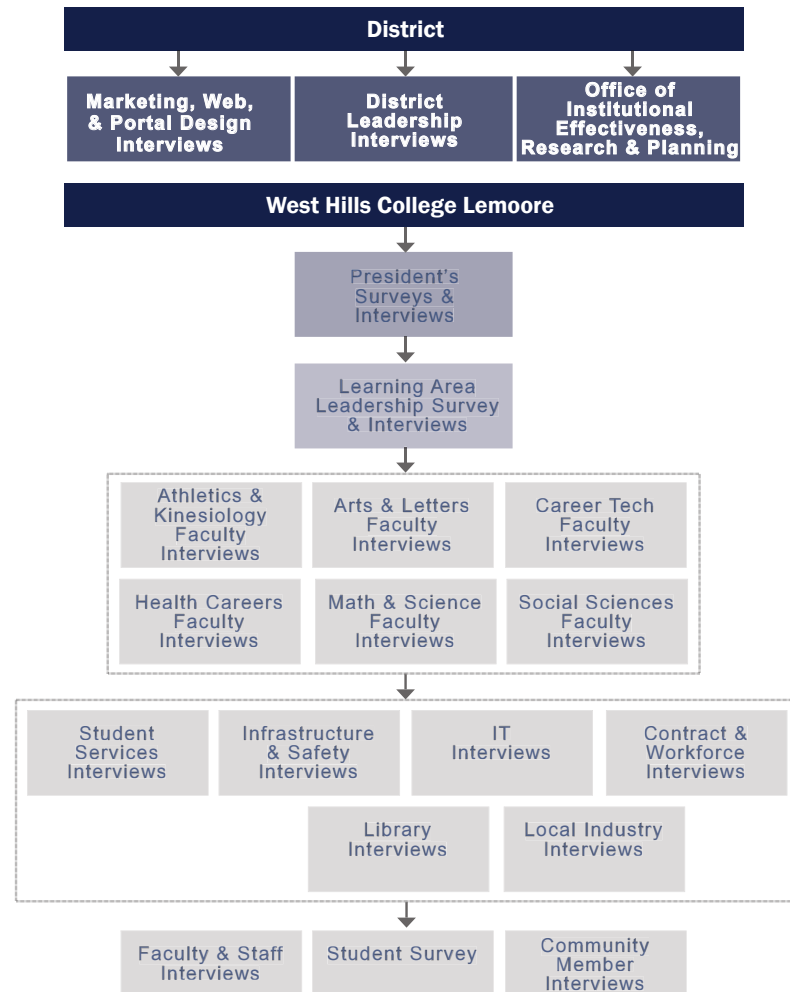 District
Marketing, Web,
& Portal Design
Interviews
District
Leadership
Interviews
Office of
Institutional
Effectiveness,
Research & Planning
West Hills College Lemoore
President's
Surveys &
Interviews
Learning Area
Leadership Survey
& Interviews
Athletics &
Kinesiology
Faculty
Interviews
Arts & Letters
Faculty
Interviews
Career Tech
Faculty
Interviews
Health Careers
Faculty
Interviews
Math & Science
Faculty
Interviews
Social Sciences
Faculty
Interviews
Student
Services
Interviews
Infrastructure
& Safety
Interviews
IT
Interviews
Contract &
Workforce
Interviews
Library
Interviews
Local Industry
Interviews
Faculty & Staff
Interviews
Student Survey
Community
Member
Interviews